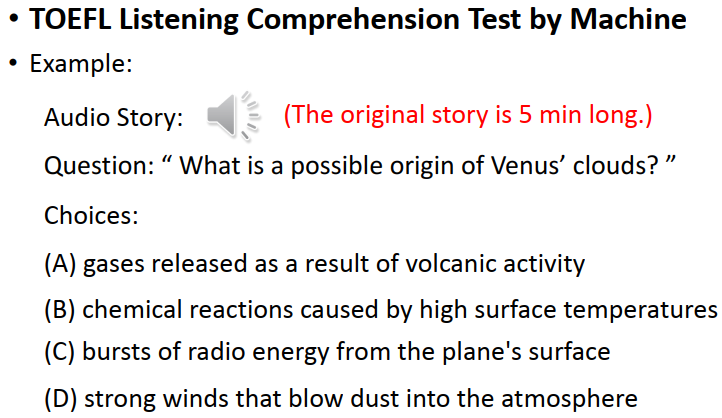 • TOEFL Listening Comprehension Test by Machine
• Example:
Audio Story: (The original story is 5 min long.)
Question: “ What is a possible origin of Venus’ clouds? ”
Choices:
(A) gases released as a result of volcanic activity
(B) chemical reactions caused by high surface temperatures
(C) bursts of radio energy from the plane's surface
(D) strong winds that blow dust into the atmosphere